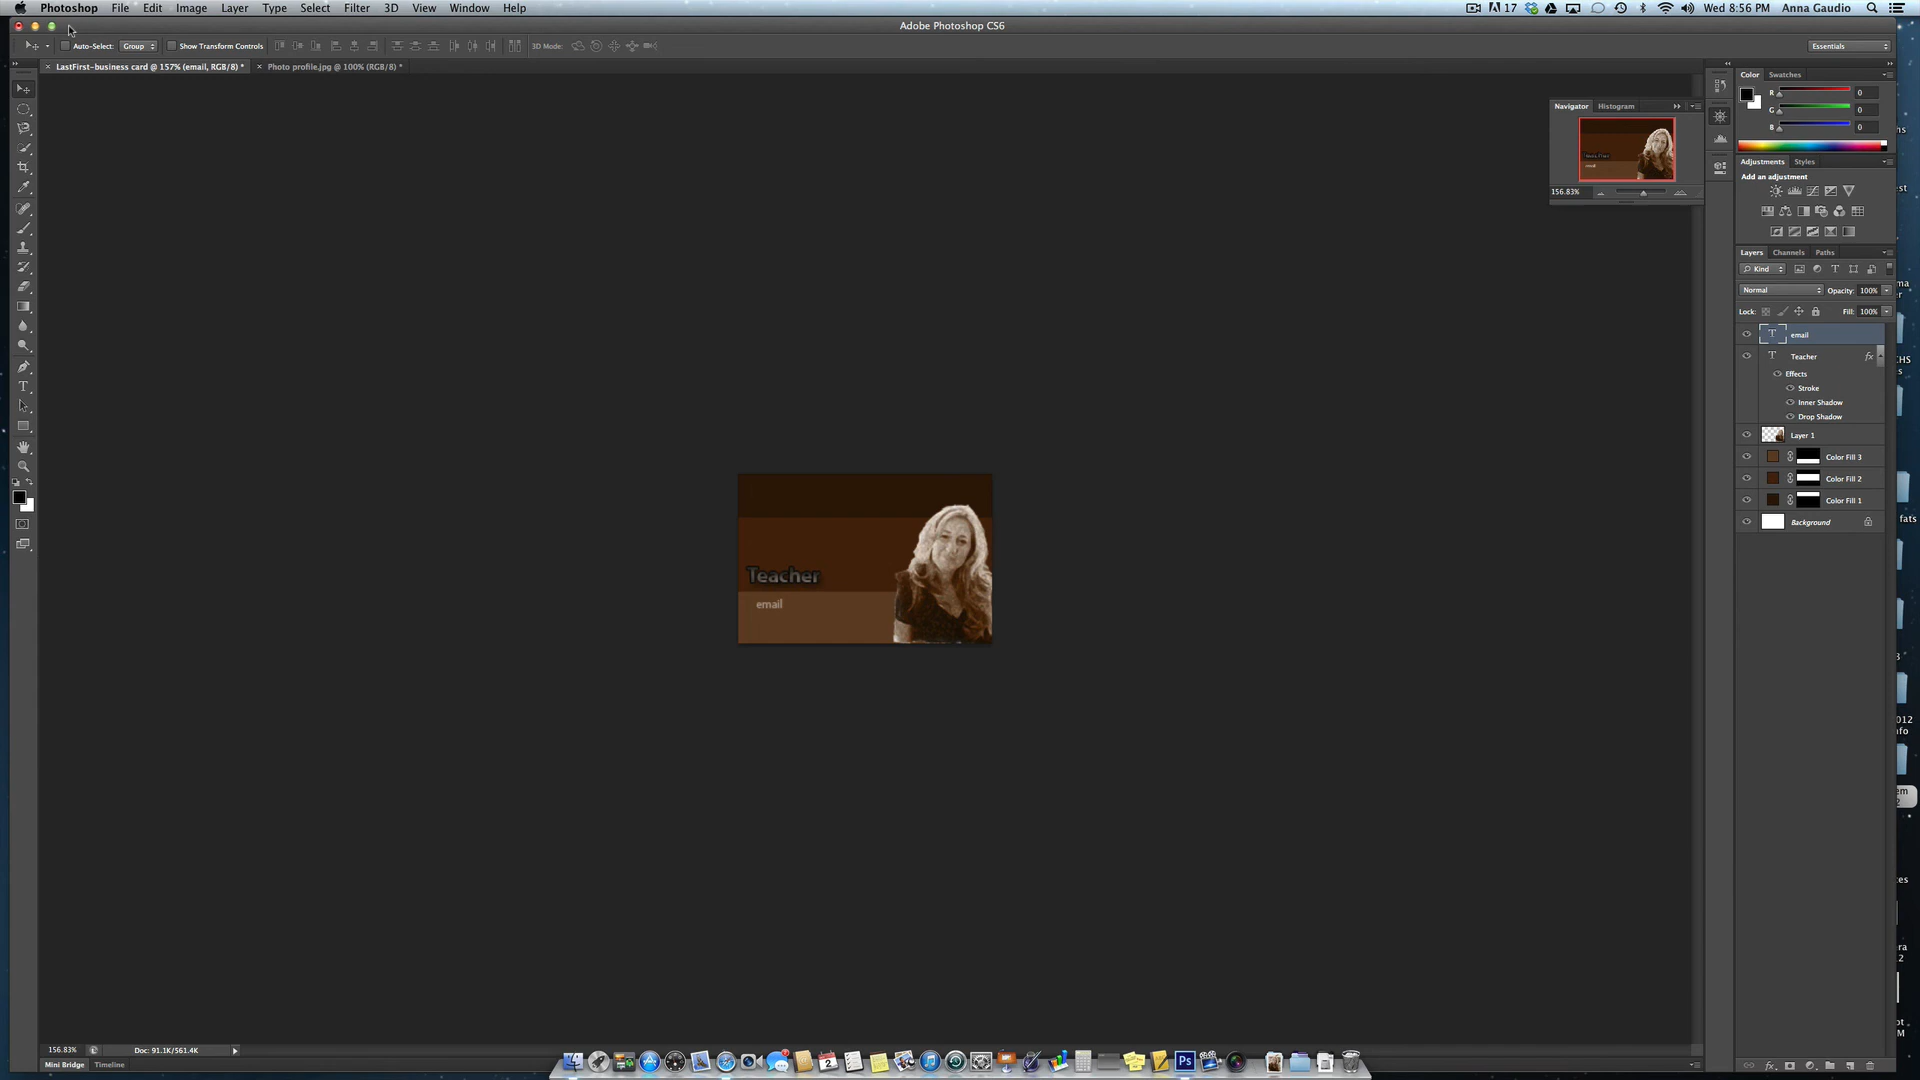 Photoshop File Edit Image Layer Type Select Filter 3D View Window Help 17 Wed 8:56 PM Anna Gaudio
Adobe Photoshop CS6
Auto-Select: Group Show Transform Controls 3D Mode: Essentials
LastFirst-business card @ 157% (email, RGB/8) * Photo profile.jpg @ 100% (RGB/8) *
Color Swatches
R 0
G 0
B 0
Navigator Histogram
156.83%
Adjustments Styles
Add an adjustment
Layers Channels Paths
Kind
Normal Opacity: 100%
Lock: Fill: 100%
email
Teacher fx
Effects
Stroke
Inner Shadow
Drop Shadow
Layer 1
Color Fill 3
Color Fill 2
Color Fill 1
Background
Teacher
email
156.83% Doc: 91.1K/561.4K
Mini Bridge Timeline
Ps